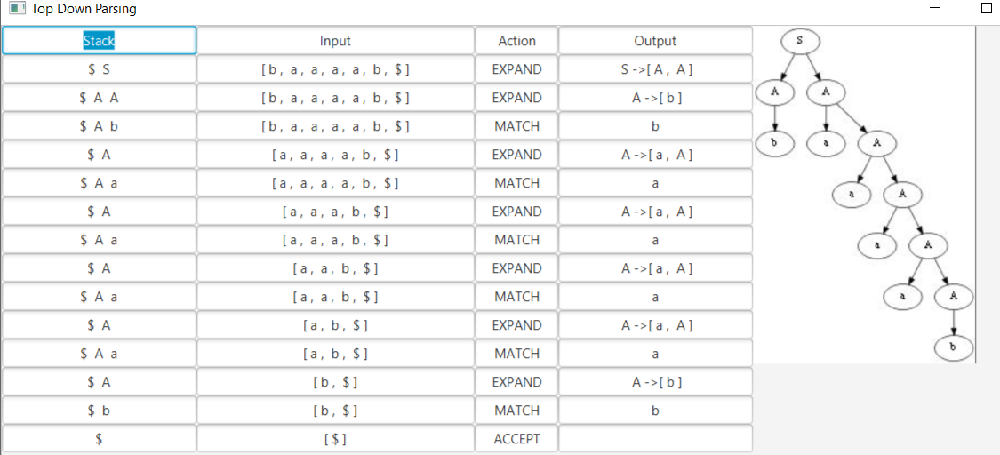 Top Down Parsing
Stack Input Action Output
$ S [ b , a , a , a , a , b , $ ] EXPAND S ->[ A , A ]
$ A A [ b , a , a , a , a , b , $ ] EXPAND A ->[ b ]
$ A b [ b , a , a , a , a , b , $ ] MATCH b
$ A [ a , a , a , a , b , $ ] EXPAND A ->[ a , A ]
$ A a [ a , a , a , a , b , $ ] MATCH a
$ A [ a , a , a , b , $ ] EXPAND A ->[ a , A ]
$ A a [ a , a , a , b , $ ] MATCH a
$ A [ a , a , b , $ ] EXPAND A ->[ a , A ]
$ A a [ a , a , b , $ ] MATCH a
$ A [ a , b , $ ] EXPAND A ->[ a , A ]
$ A a [ a , b , $ ] MATCH a
$ A [ b , $ ] EXPAND A ->[ b ]
$ b [ b , $ ] MATCH b
$ [ $ ] ACCEPT
S
A A
b a A
a A
a A
a A
b